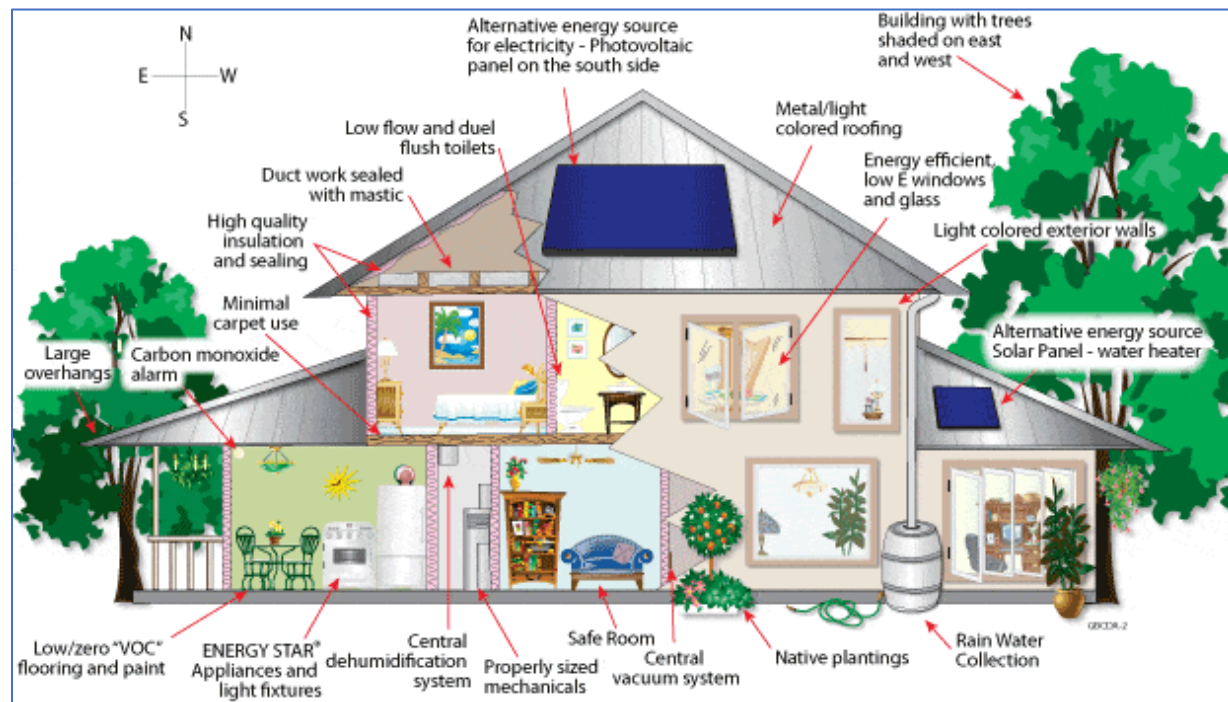 N
E
W
S
Alternative energy source
for electricity - Photovoltaic
panel on the south side
Building with trees
shaded on east
and west
Low flow and duel
flush toilets
Metal/light
colored roofing
Duct work sealed
with mastic
Energy efficient,
low E windows
and glass
High quality
insulation
and sealing
Light colored exterior walls
Minimal
carpet use
Large
overhangs
Carbon monoxide
alarm
Alternative energy source
Solar Panel - water heater
Low/zero "VOC"
flooring and paint
ENERGY STAR®
Appliances and
light fixtures
Central
dehumidification
system
Properly sized
mechanicals
Safe Room
Central
vacuum system
Native plantings
Rain Water
Collection
GBCDA-2